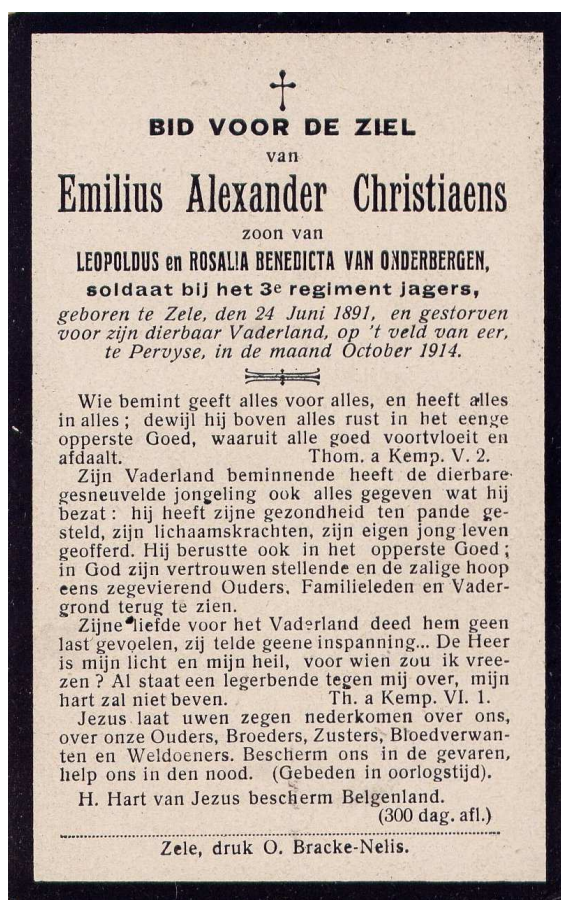 BID VOOR DE ZIEL
van
Emilius Alexander Christiaens
zoon van
LEOPOLDUS en ROSALIA BENEDICTA VAN ONDERBERGEN,
soldaat bij het 3e regiment jagers,
geboren te Zele, den 24 Juni 1891, en gestorven
voor zijn dierbaar Vaderland, op 't veld van eer,
te Pervyse, in de maand October 1914.
Wie bemint geeft alles voor alles, en heeft alles
in alles; dewijl hij boven alles rust in het eenge
opperste Goed, waaruit alle goed voortvloeit en
afdaalt. Thom. a Kemp. V. 2.
Zijn Vaderland beminnende heeft de dierbare
gesneuvelde jongeling ook alles gegeven wat hij
bezat: hij heeft zijne gezondheid ten pande ge-
steld, zijn lichaamskrachten, zijn eigen jong leven
geofferd. Hij berustte ook in het opperste Goed;
in God zijn vertrouwen stellende en de zalige hoop
eens zegevierend Ouders, Familieleden en Vader-
grond terug te zien.
Zijne liefde voor het Vaderland deed hem geen
last gevoelen, zij telde geene inspanning... De Heer
is mijn licht en mijn heil, voor wien zou ik vree-
zen? Al staat een legerbende tegen mij over, mijn
hart zal niet beven. Th. a Kemp. VI. 1.
Jezus laat uwen zegen nederkomen over ons,
over onze Ouders, Broeders, Zusters, Bloedverwan-
ten en Weldoeners. Bescherm ons in de gevaren,
help ons in den nood. (Gebeden in oorlogstijd).
H. Hart van Jezus bescherm Belgenland.
(300 dag. afl.)
Zele, druk O. Bracke-Nelis.